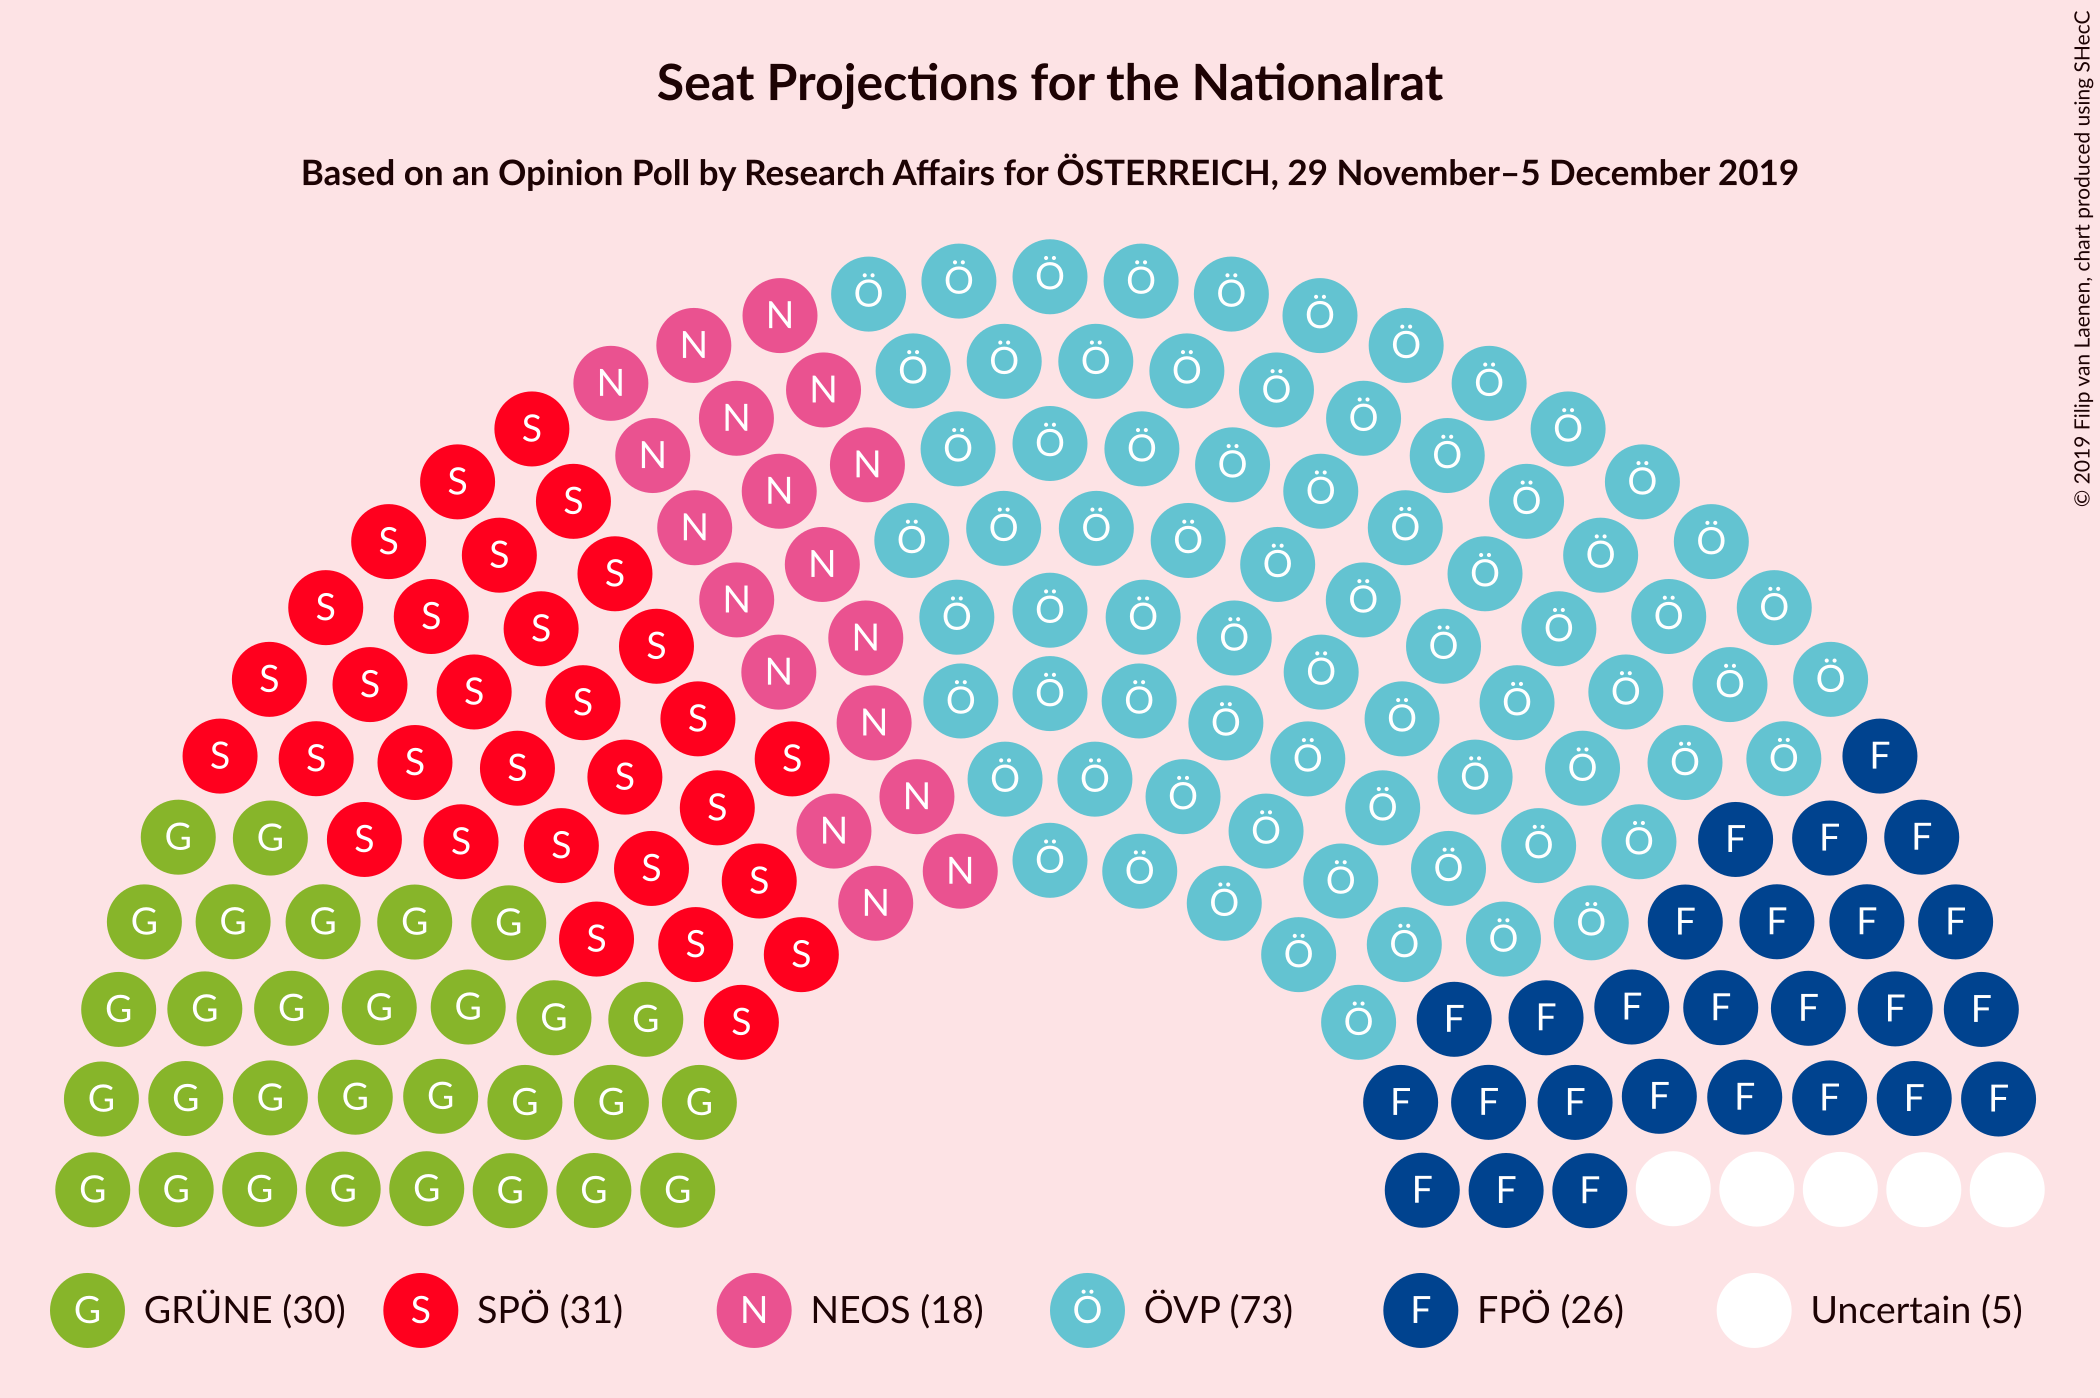 Seat Projections for the Nationalrat
Based on an Opinion Poll by Research Affairs for ÖSTERREICH, 29 November–5 December 2019
© 2019 Filip van Laenen, chart produced using SHecC
Ö Ö Ö Ö Ö
N Ö
N Ö
Ö Ö Ö Ö
N Ö
N Ö
N Ö
S Ö
N Ö
Ö Ö Ö
N Ö
N Ö
S Ö
N Ö
S Ö
Ö Ö Ö Ö
N Ö
S Ö
S Ö
N Ö
S Ö
N Ö
S Ö
Ö Ö Ö
S Ö
S Ö
N Ö
S Ö
N Ö
S Ö
S Ö
Ö Ö Ö
S Ö
S Ö
N Ö
S F
S Ö
S Ö
S Ö
S Ö
S Ö
Ö Ö
N Ö
S Ö
N Ö
G G F F
S F
S Ö
S Ö
Ö Ö
S Ö
N Ö
S Ö
N Ö
G G G G G F F F F
S Ö
S Ö
S Ö
G G G G G G G F F F F F F F
S Ö
G G G G G G G G F F F F F F F F
G G G G G G G G F F F
G GRÜNE (30) S SPÖ (31) N NEOS (18) Ö ÖVP (73) F FPÖ (26) Uncertain (5)